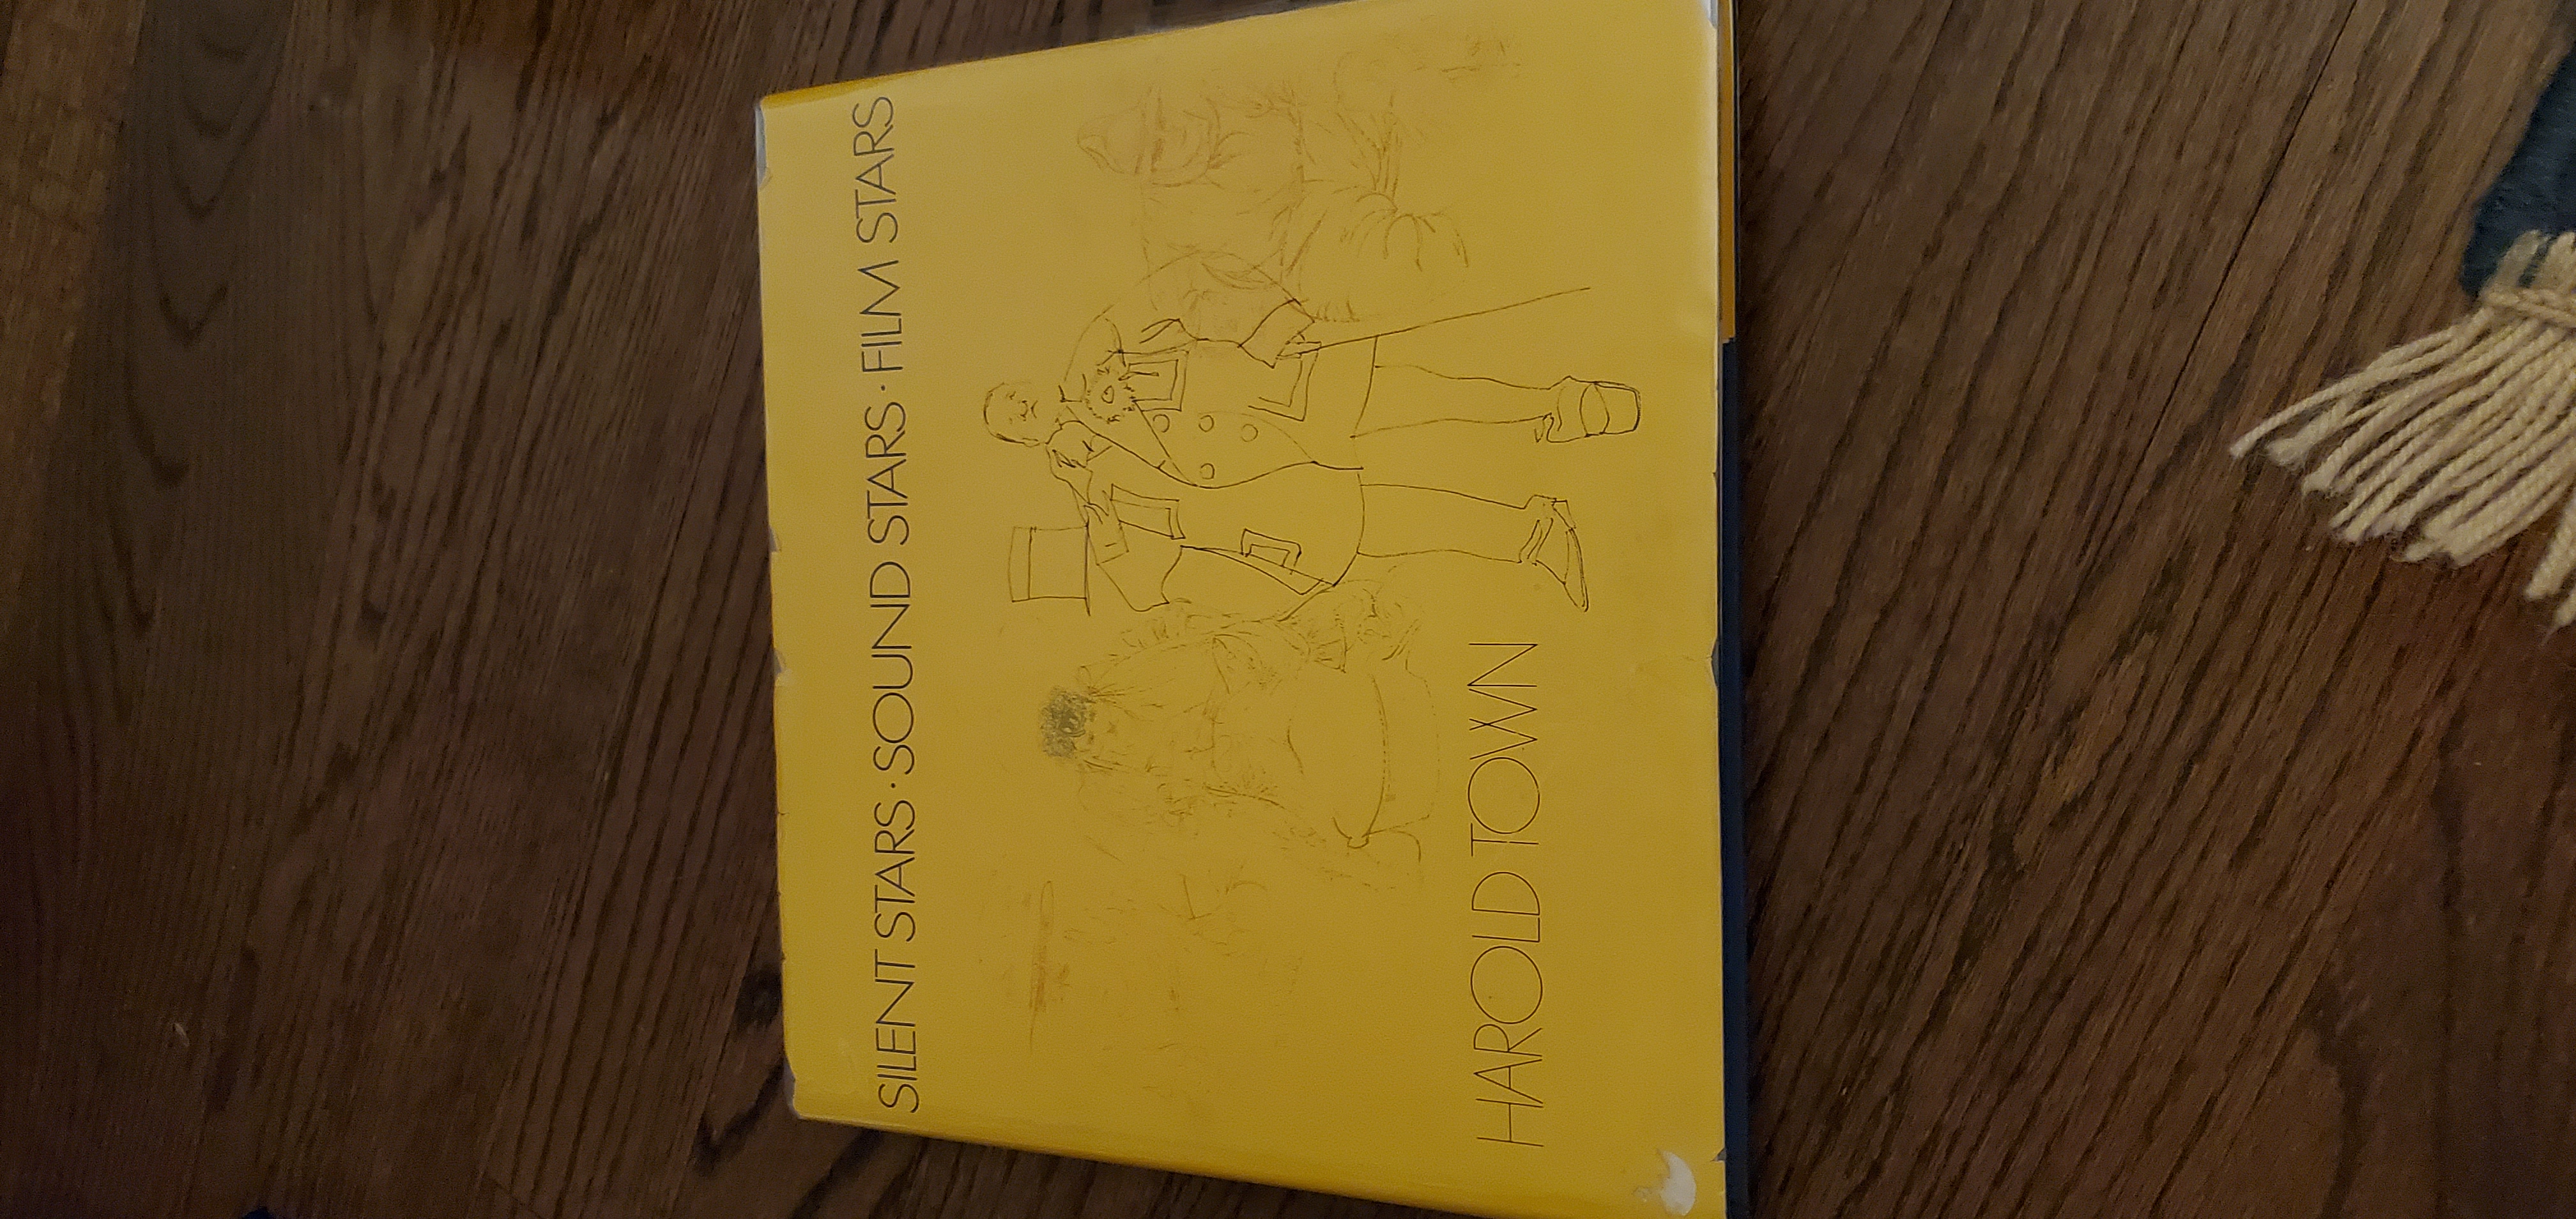 SILENT STARS · SOUND STARS · FILM STARS
HAROLD TOWN